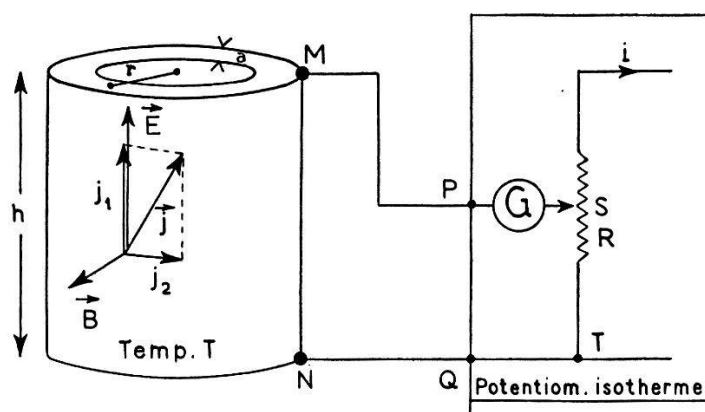 M
r
a
i
E
j₁
P
G
S
R
h
j
j₂
B
Temp. T
N
Q
T
Potentiom. isotherme